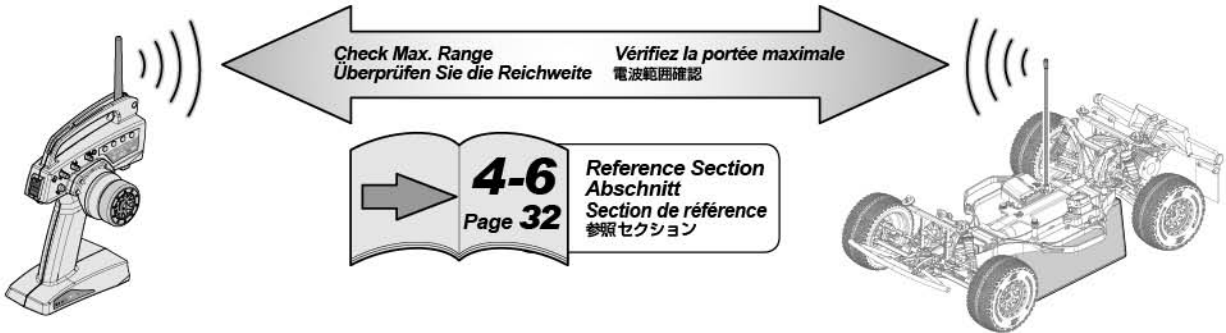 Check Max. Range
Überprüfen Sie die Reichweite
Vérifiez la portée maximale
電波範囲確認
4-6
Page 32
Reference Section
Abschnitt
Section de référence
参照セクション